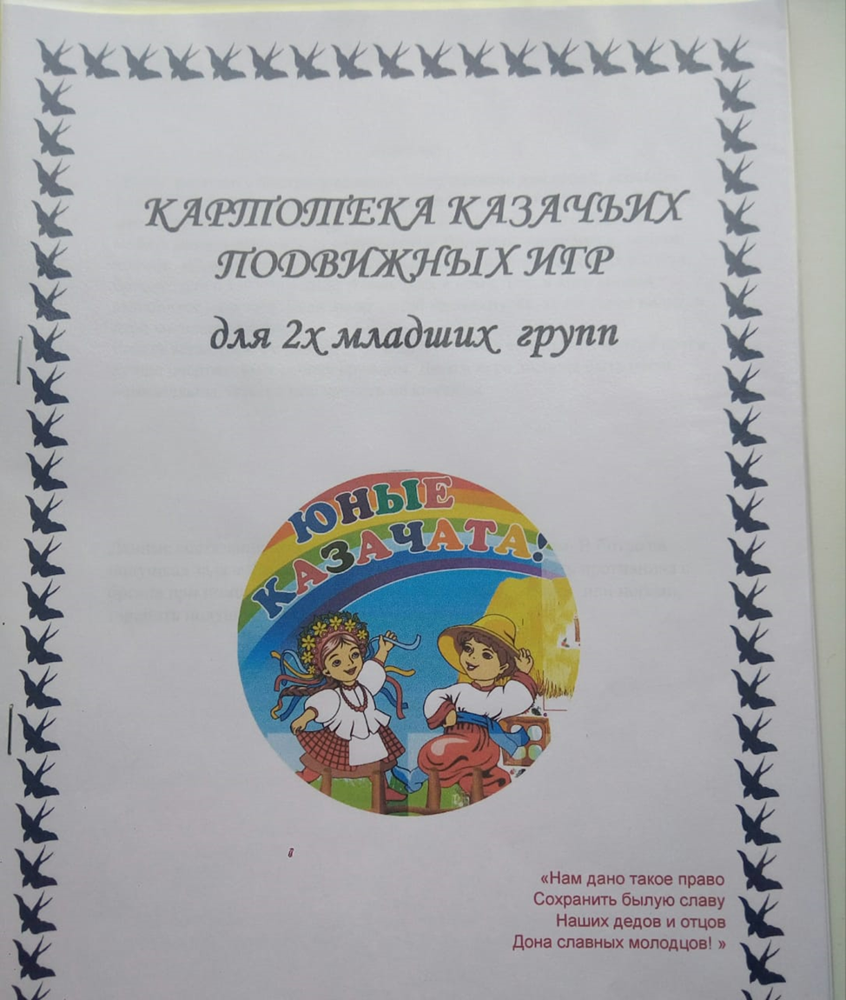 КАРТОТЕКА КАЗАЧЬИХ
ПОДВИЖНЫХ ИГР
для 2х младших групп
ЮНЫЕ
КАЗАЧАТА!
«Нам дано такое право
Сохранить былую славу
Наших дедов и отцов
Дона славных молодцов! »